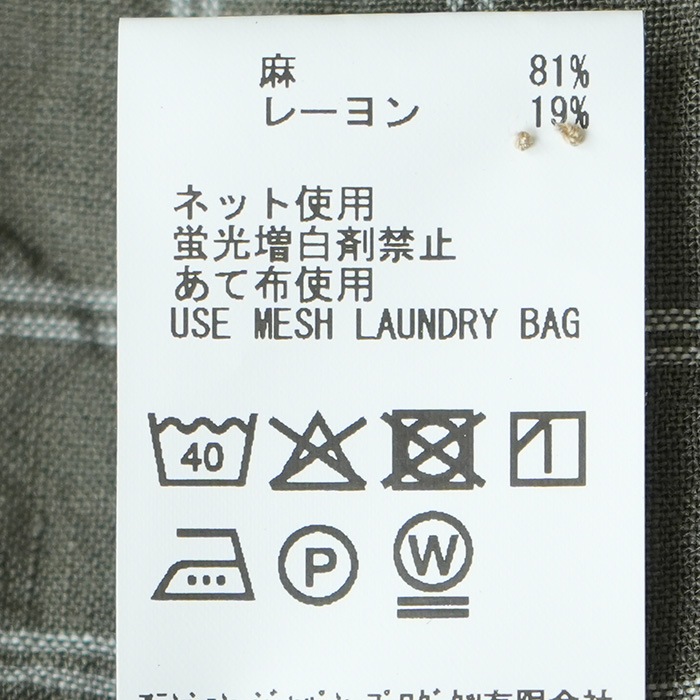 麻 81%
レーヨン 19%
ネット使用
蛍光増白剤禁止
あて布使用
USE MESH LAUNDRY BAG
40
P W